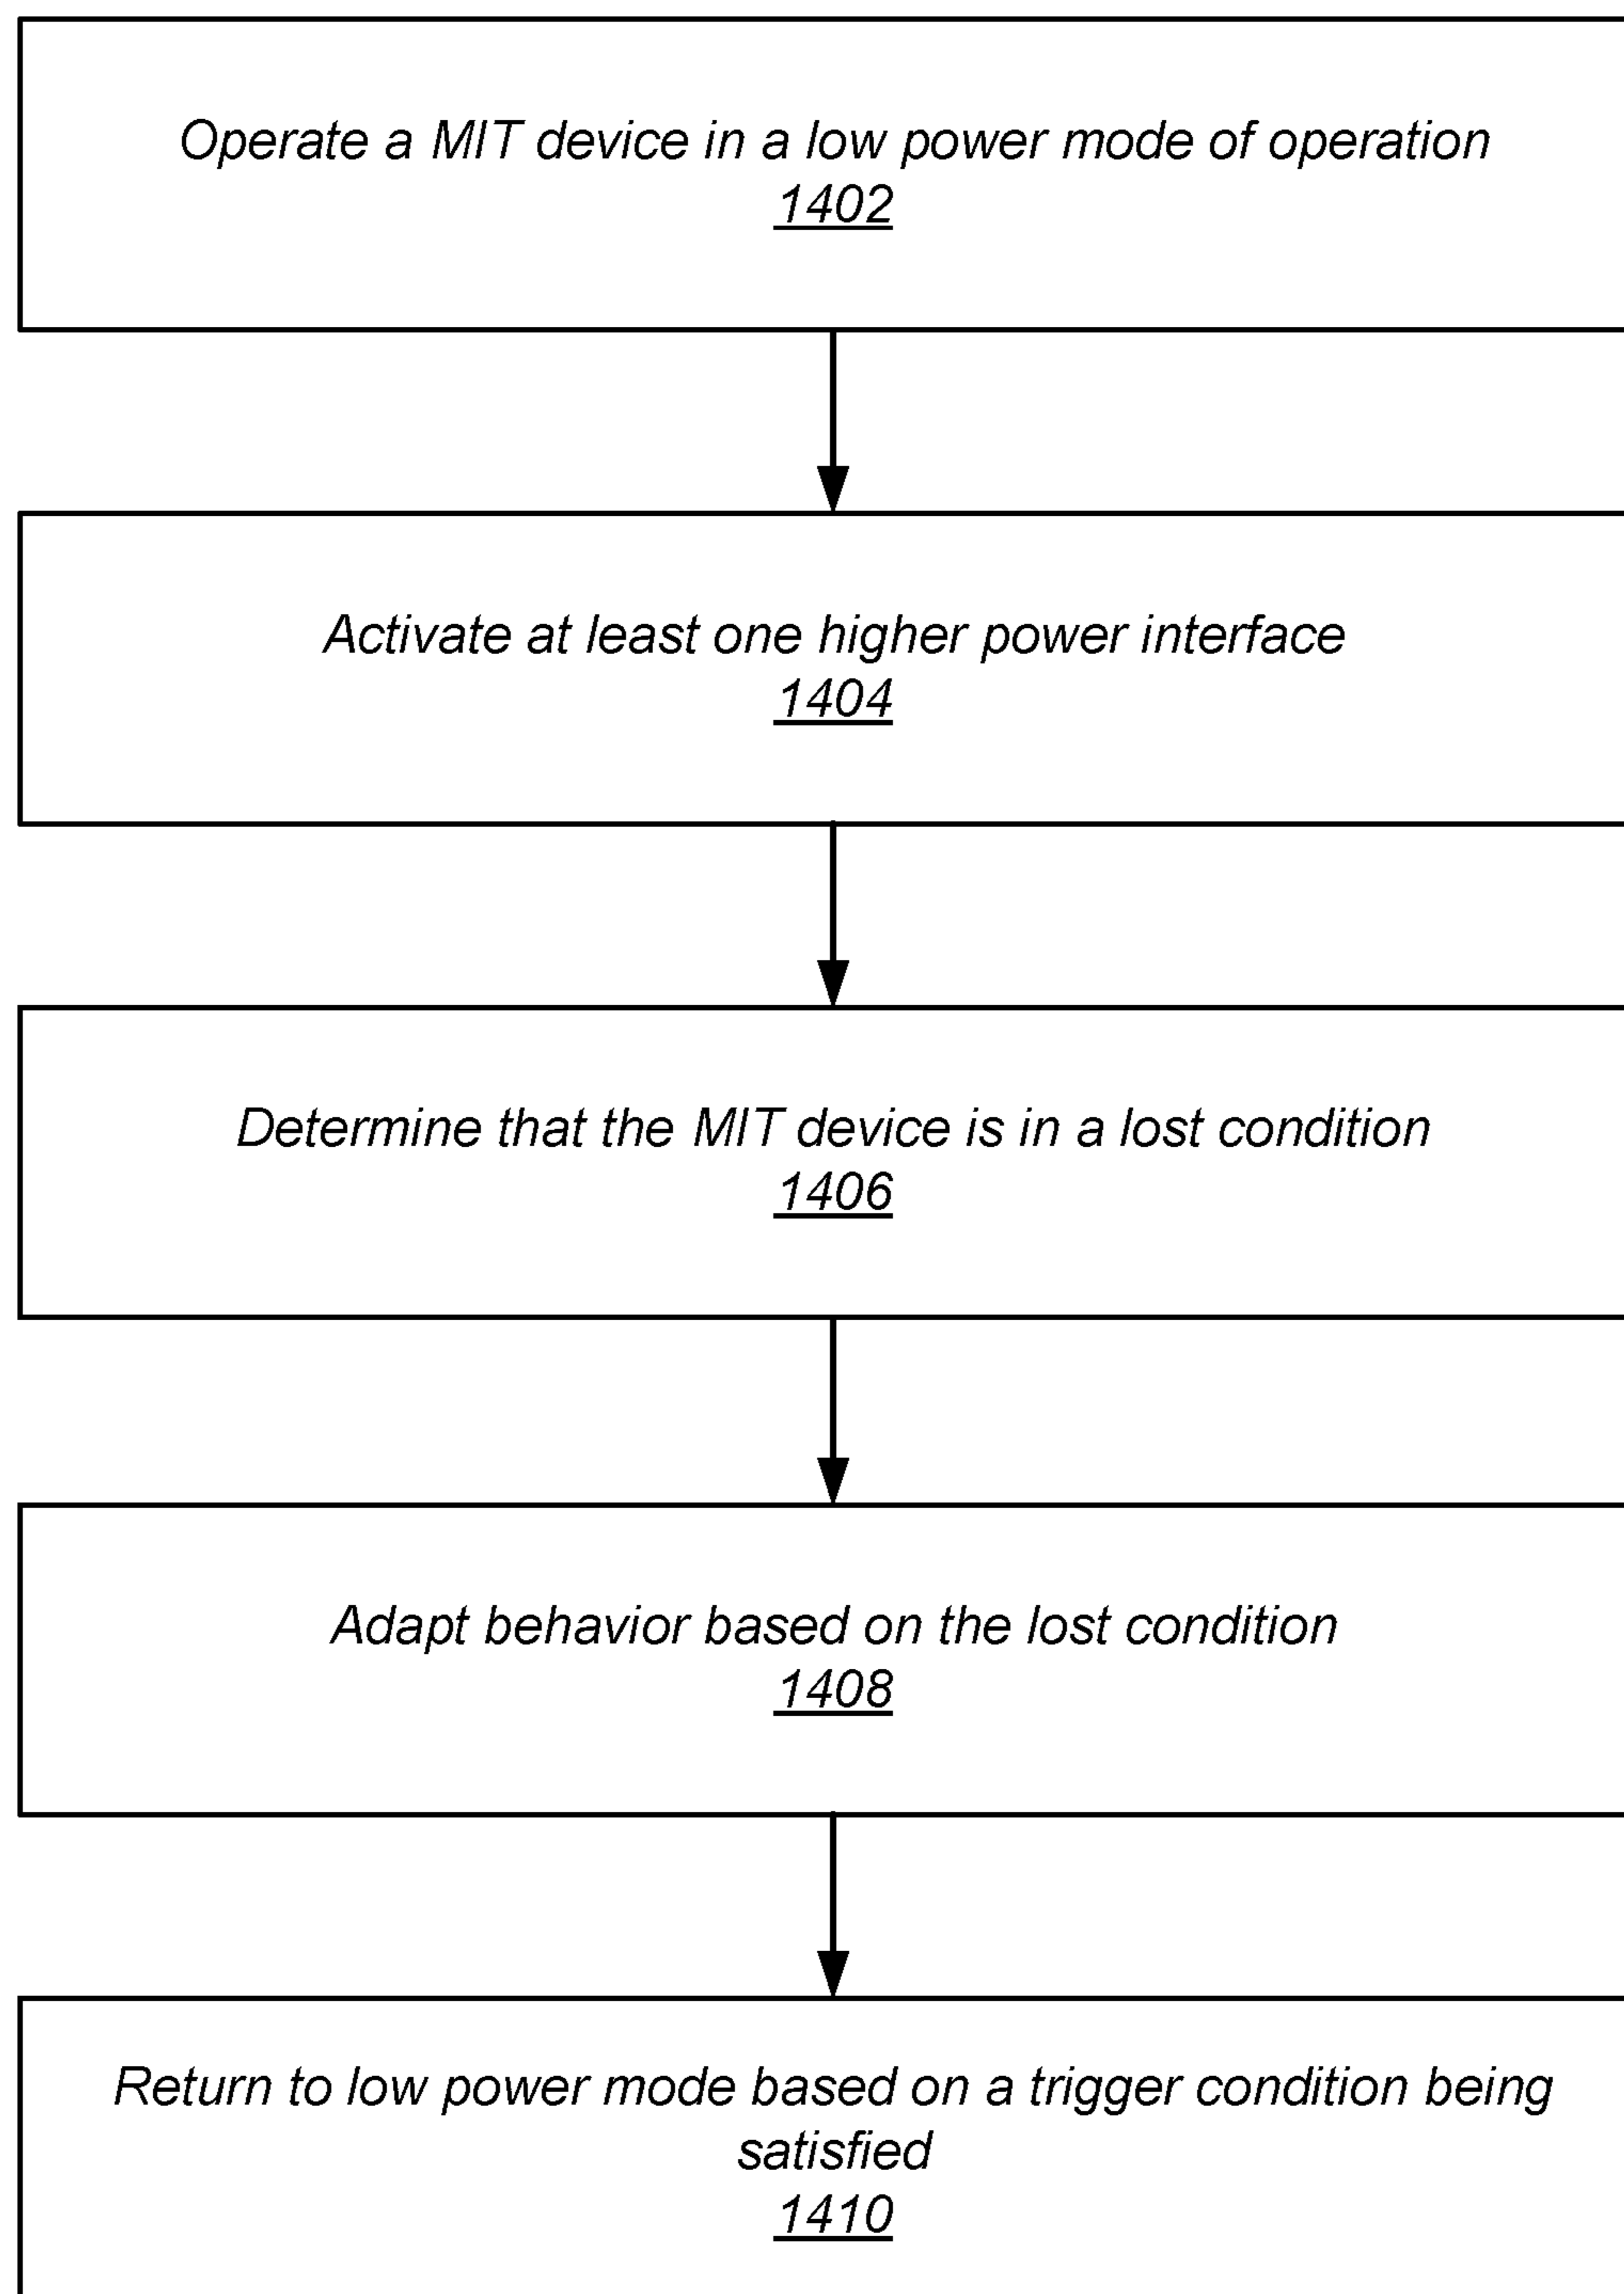 Operate a MIT device in a low power mode of operation
1402
Activate at least one higher power interface
1404
Determine that the MIT device is in a lost condition
1406
Adapt behavior based on the lost condition
1408
Return to low power mode based on a trigger condition being
satisfied
1410